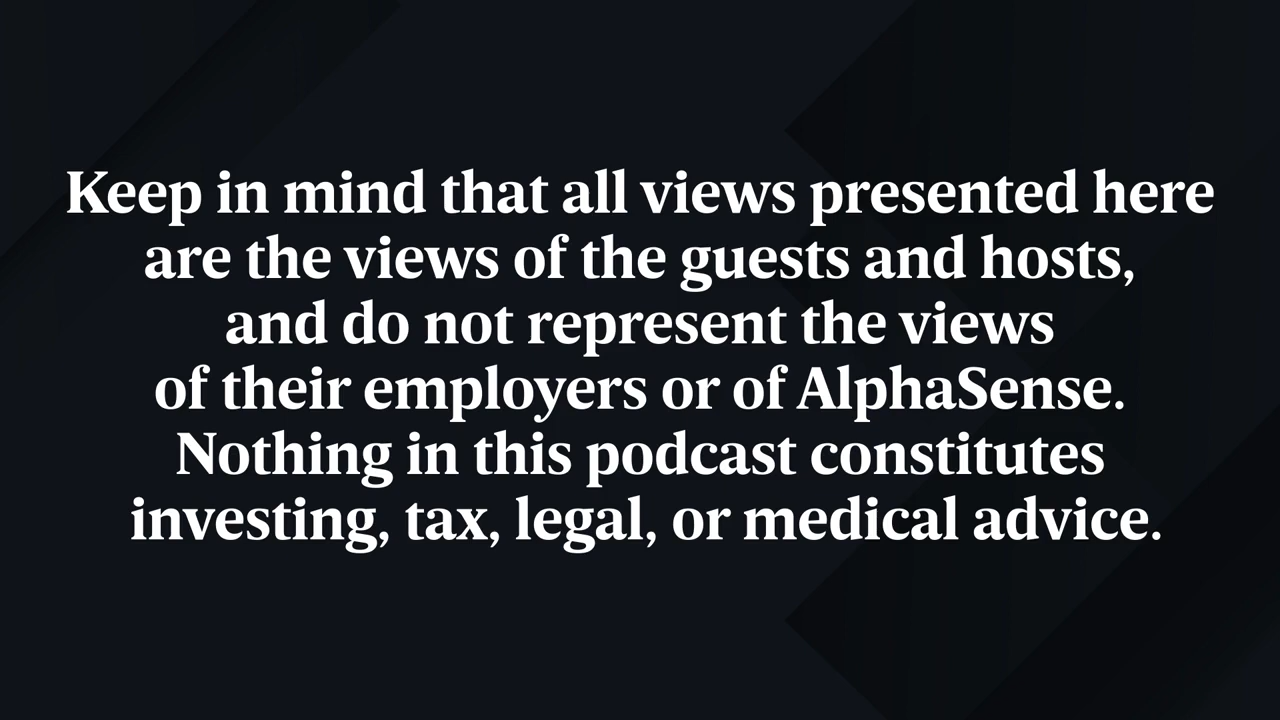 Keep in mind that all views presented here
are the views of the guests and hosts,
and do not represent the views
of their employers or of AlphaSense.
Nothing in this podcast constitutes
investing, tax, legal, or medical advice.